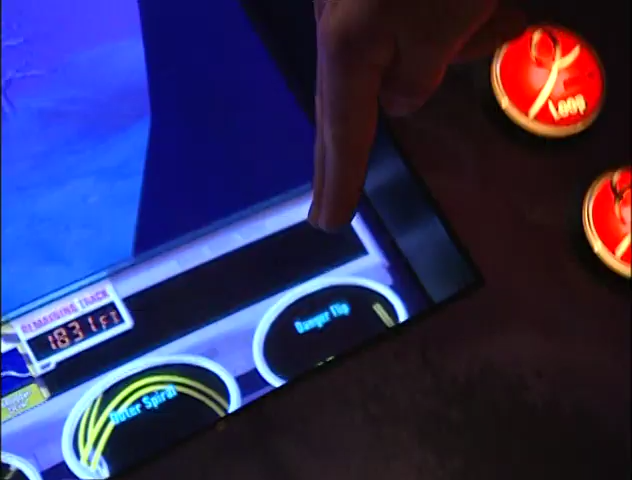 LOOP
REMAINING TRACK
1831 FT
Danger Flip
Outer Spiral